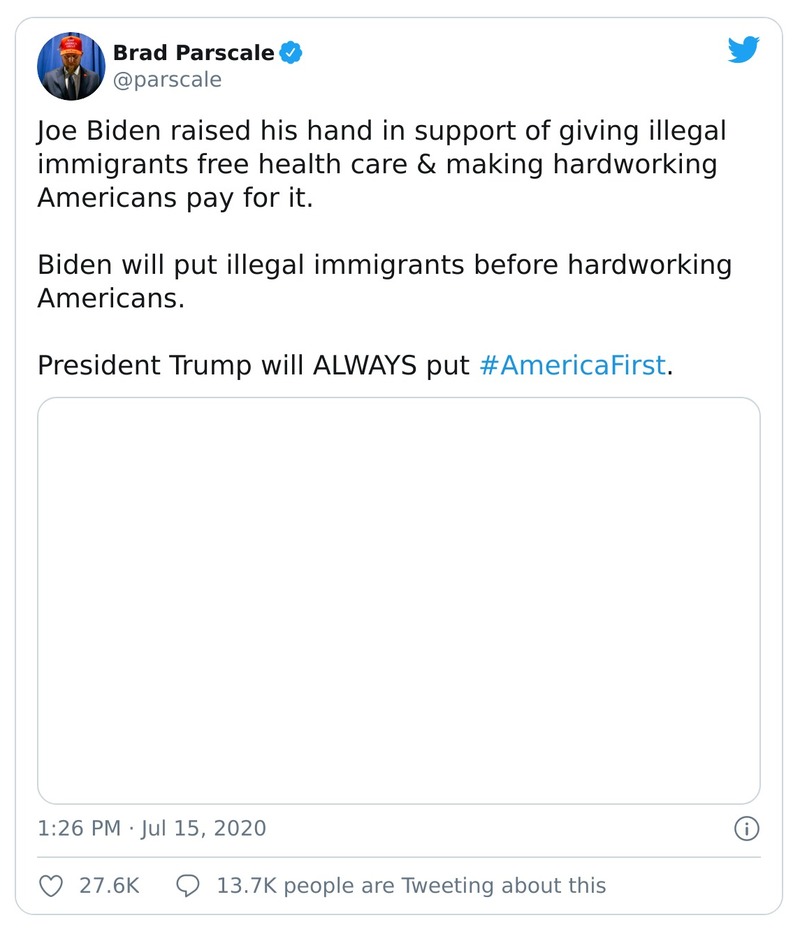 Brad Parscale
@parscale
Joe Biden raised his hand in support of giving illegal
immigrants free health care & making hardworking
Americans pay for it.
Biden will put illegal immigrants before hardworking
Americans.
President Trump will ALWAYS put #AmericaFirst.
1:26 PM · Jul 15, 2020
27.6K 13.7K people are Tweeting about this